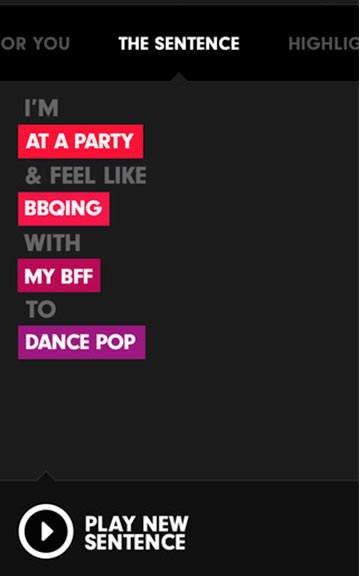 OR YOU THE SENTENCE HIGHLIG
I'M
AT A PARTY
& FEEL LIKE
BBQING
WITH
MY BFF
TO
DANCE POP
PLAY NEW
SENTENCE